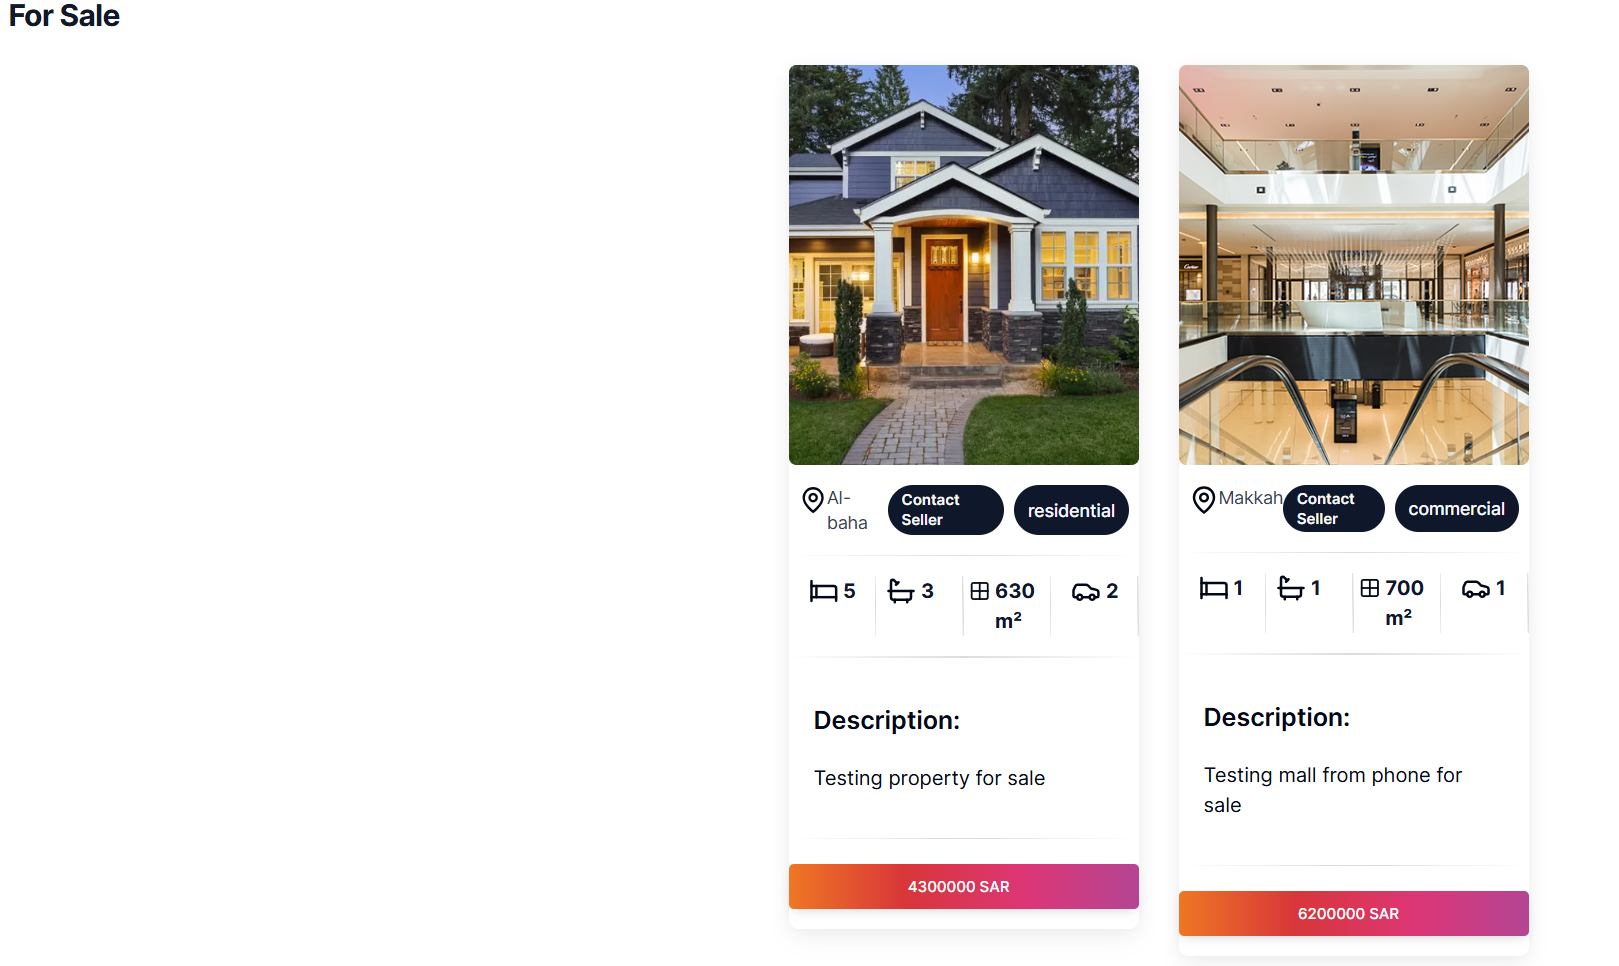 For Sale
Cartier
Al-
baha
Contact
Seller
residential
5
3
630
m²
2
Description:
Testing property for sale
4300000 SAR
Makkah
Contact
Seller
commercial
1
1
700
m²
1
Description:
Testing mall from phone for
sale
6200000 SAR